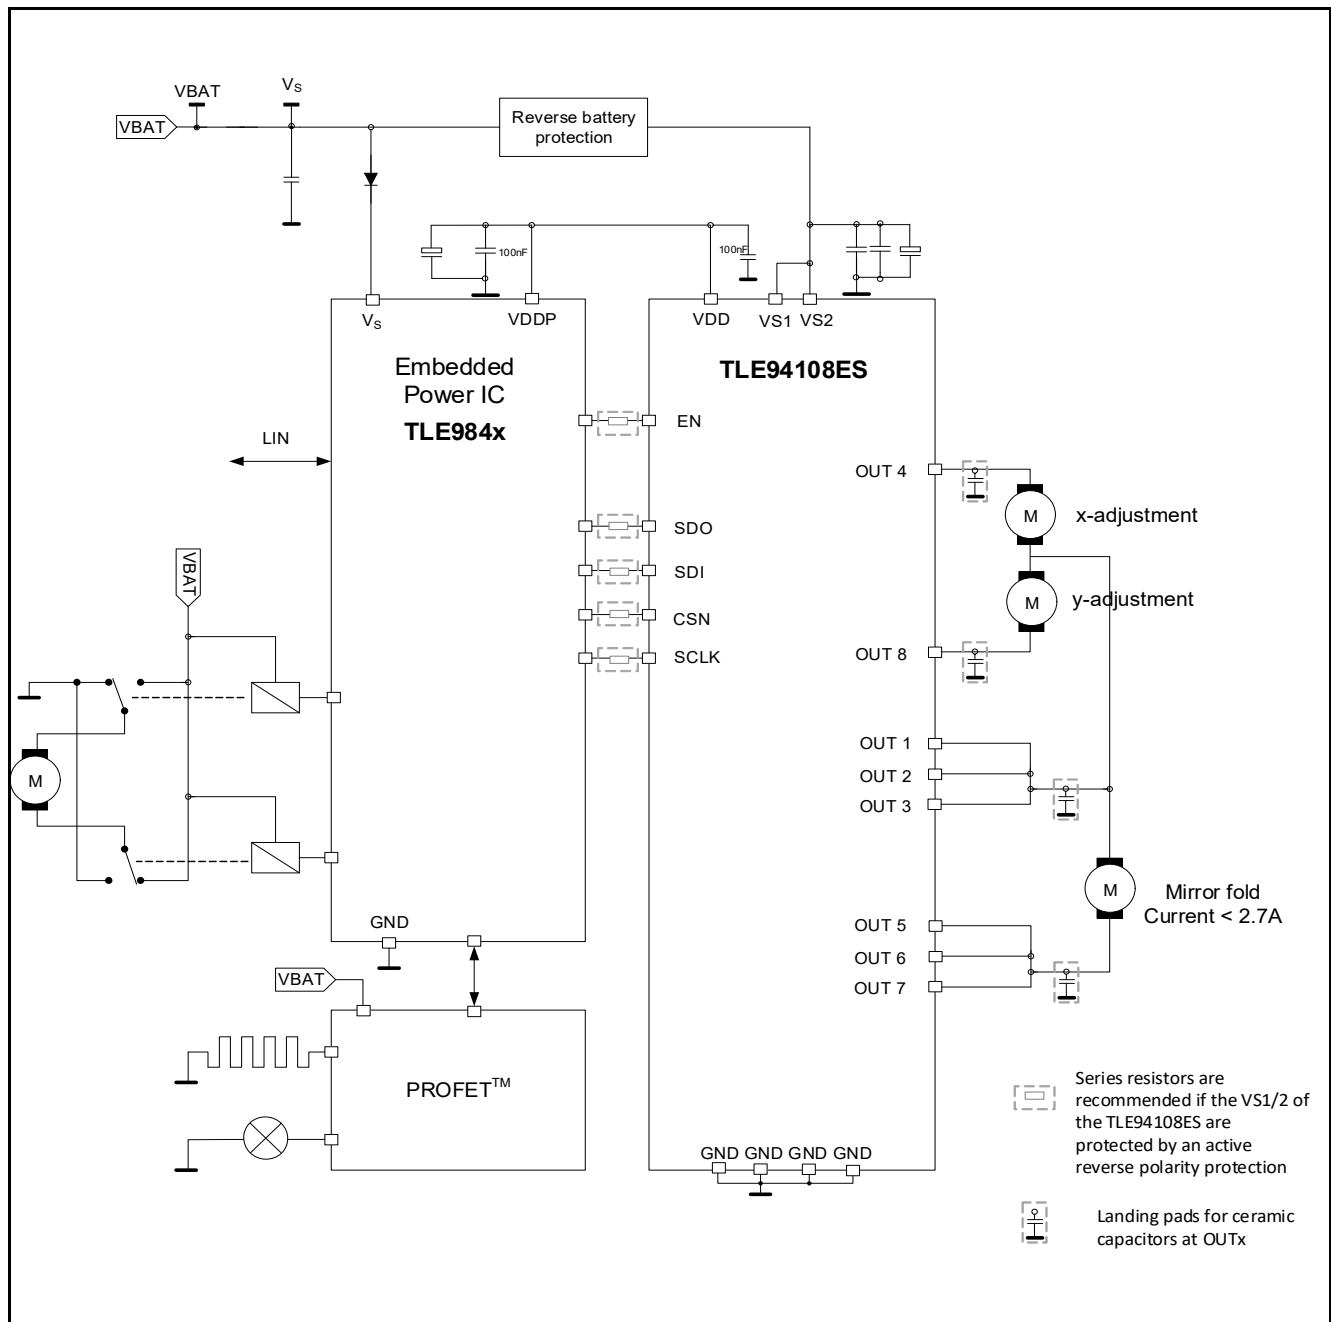 VBAT
VS
VBAT
Reverse battery
protection
100nF
100nF
VS
VDDP
VDD
VS1
VS2
Embedded
Power IC
TLE984x
TLE94108ES
EN
LIN
OUT 4
M
x-adjustment
SDO
VBAT
SDI
M
y-adjustment
CSN
SCLK
OUT 8
OUT 1
M
OUT 2
OUT 3
M
Mirror fold
Current < 2.7A
GND
OUT 5
OUT 6
VBAT
OUT 7
PROFET™
Series resistors are
recommended if the VS1/2 of
the TLE94108ES are
protected by an active
reverse polarity protection
GND GND GND GND
Landing pads for ceramic
capacitors at OUTx